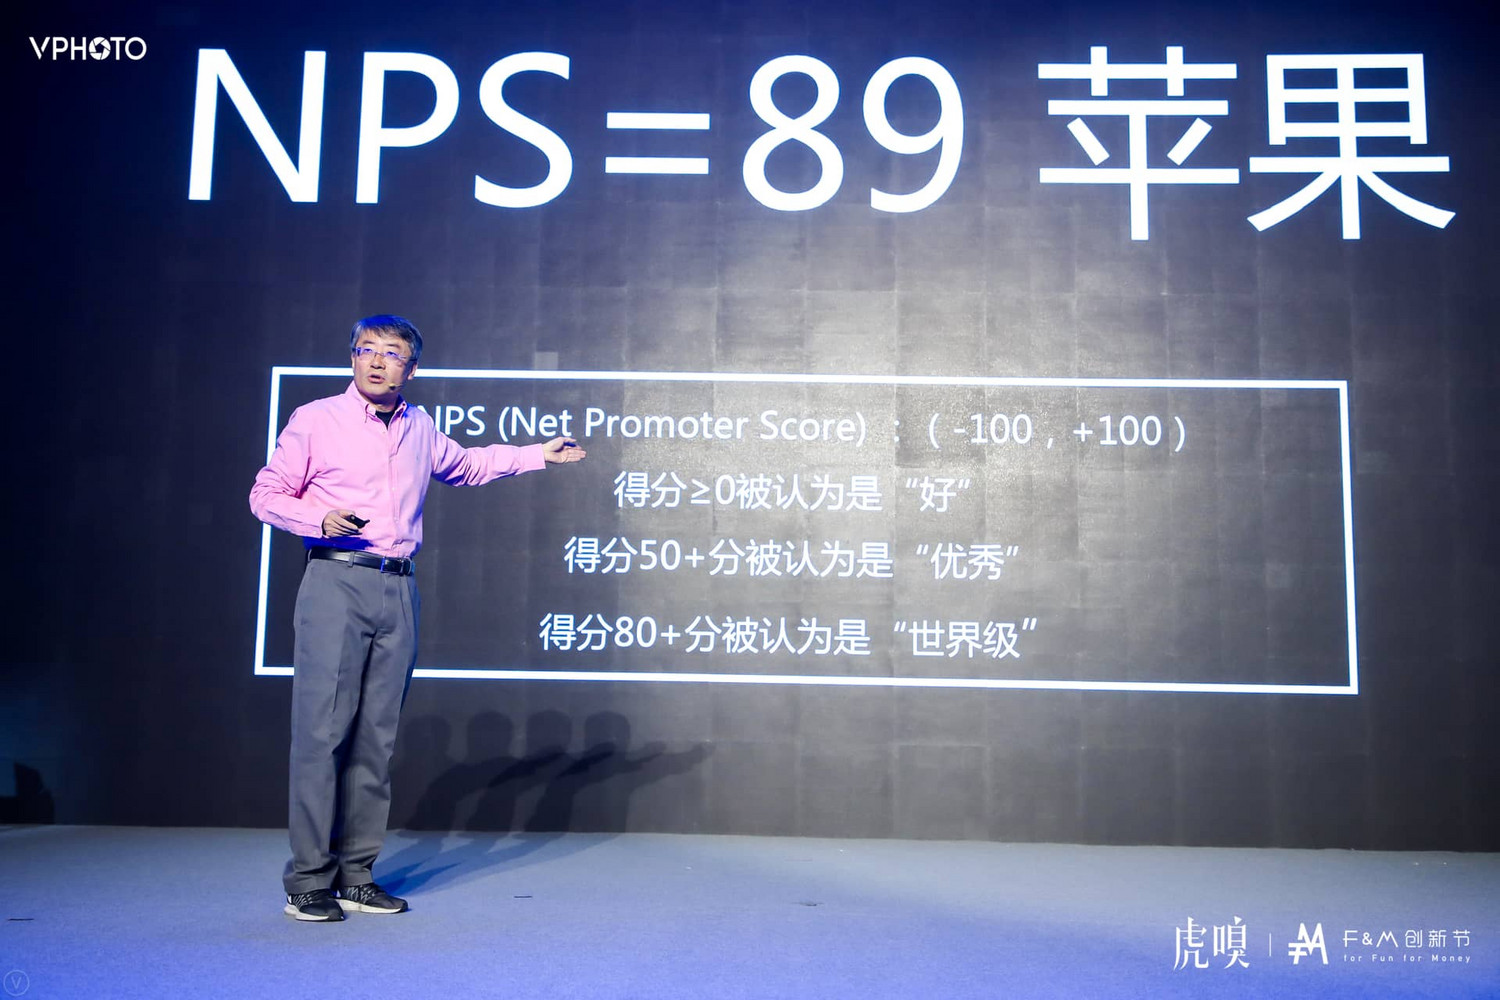 VPHOTO
NPS=89 苹果
NPS (Net Promoter Score) ：（ -100，+100）
得分≥0被认为是“好”
得分50+分被认为是“优秀”
得分80+分被认为是“世界级”
虎嗅 | F&M创新节
for Fun for Money
V